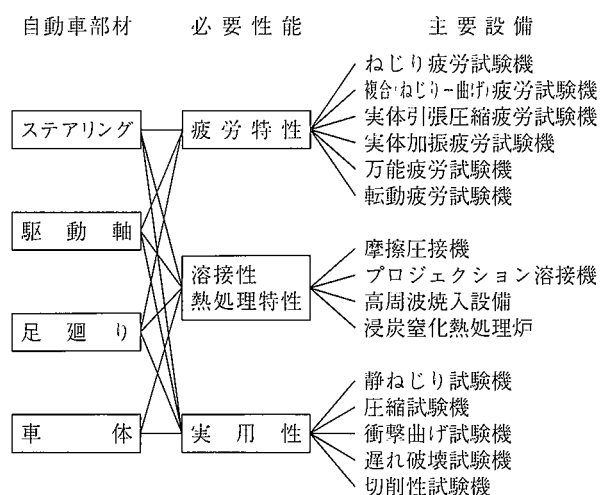 自動車部材 必要性能 主要設備
ステアリング
駆動軸
足廻り
車体
疲労特性
溶接性
熱処理特性
実用性
ねじり疲労試験機
複合(ねじり-曲げ)疲労試験機
実体引張圧縮疲労試験機
実体加振疲労試験機
万能疲労試験機
転動疲労試験機
摩擦圧接機
プロジェクション溶接機
高周波焼入設備
浸炭窒化熱処理炉
静ねじり試験機
圧縮試験機
衝撃曲げ試験機
遅れ破壊試験機
切削性試験機